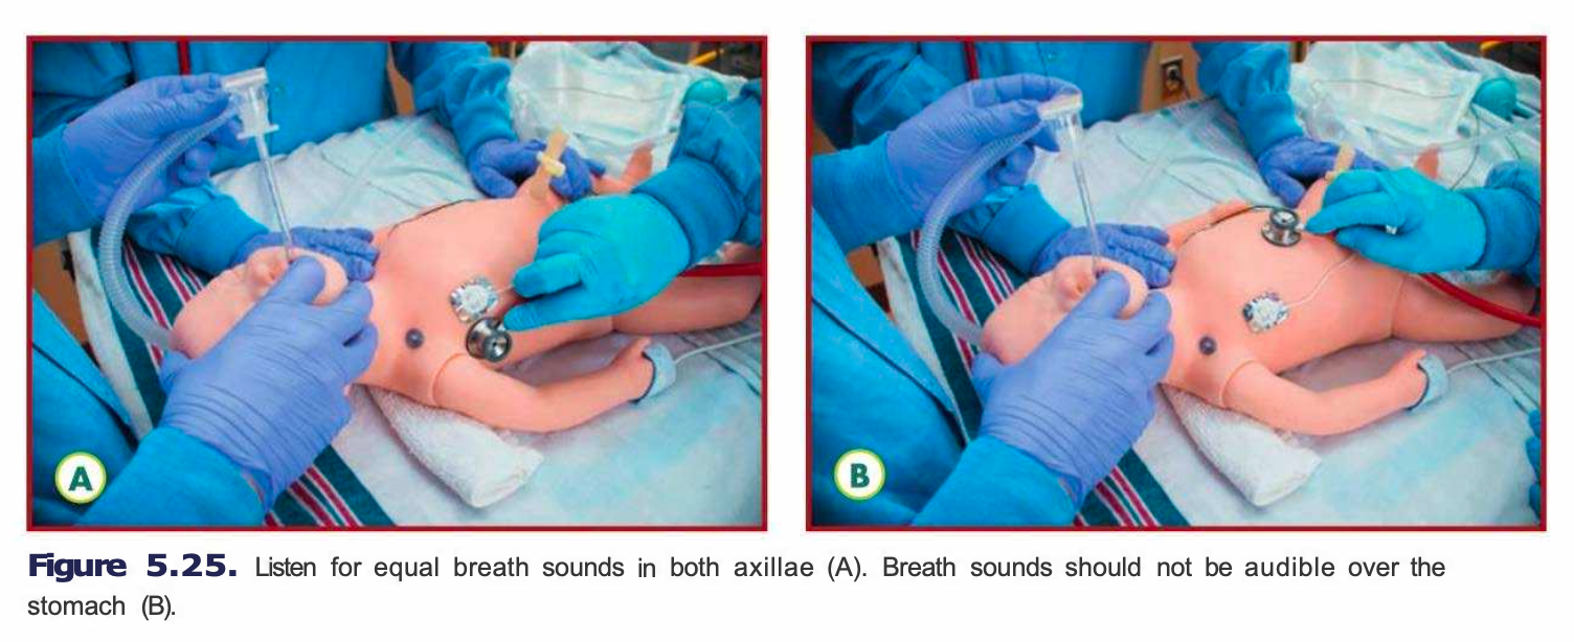 A
B
Figure 5.25. Listen for equal breath sounds in both axillae (A). Breath sounds should not be audible over the
stomach (B).